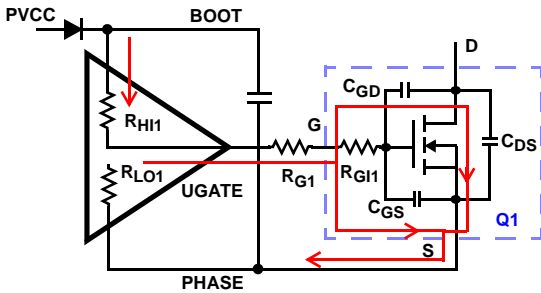 PVCC
BOOT
D
C_GD
R_HI1
G
C_DS
R_LO1
R_G1
R_GI1
UGATE
C_GS
Q1
S
PHASE